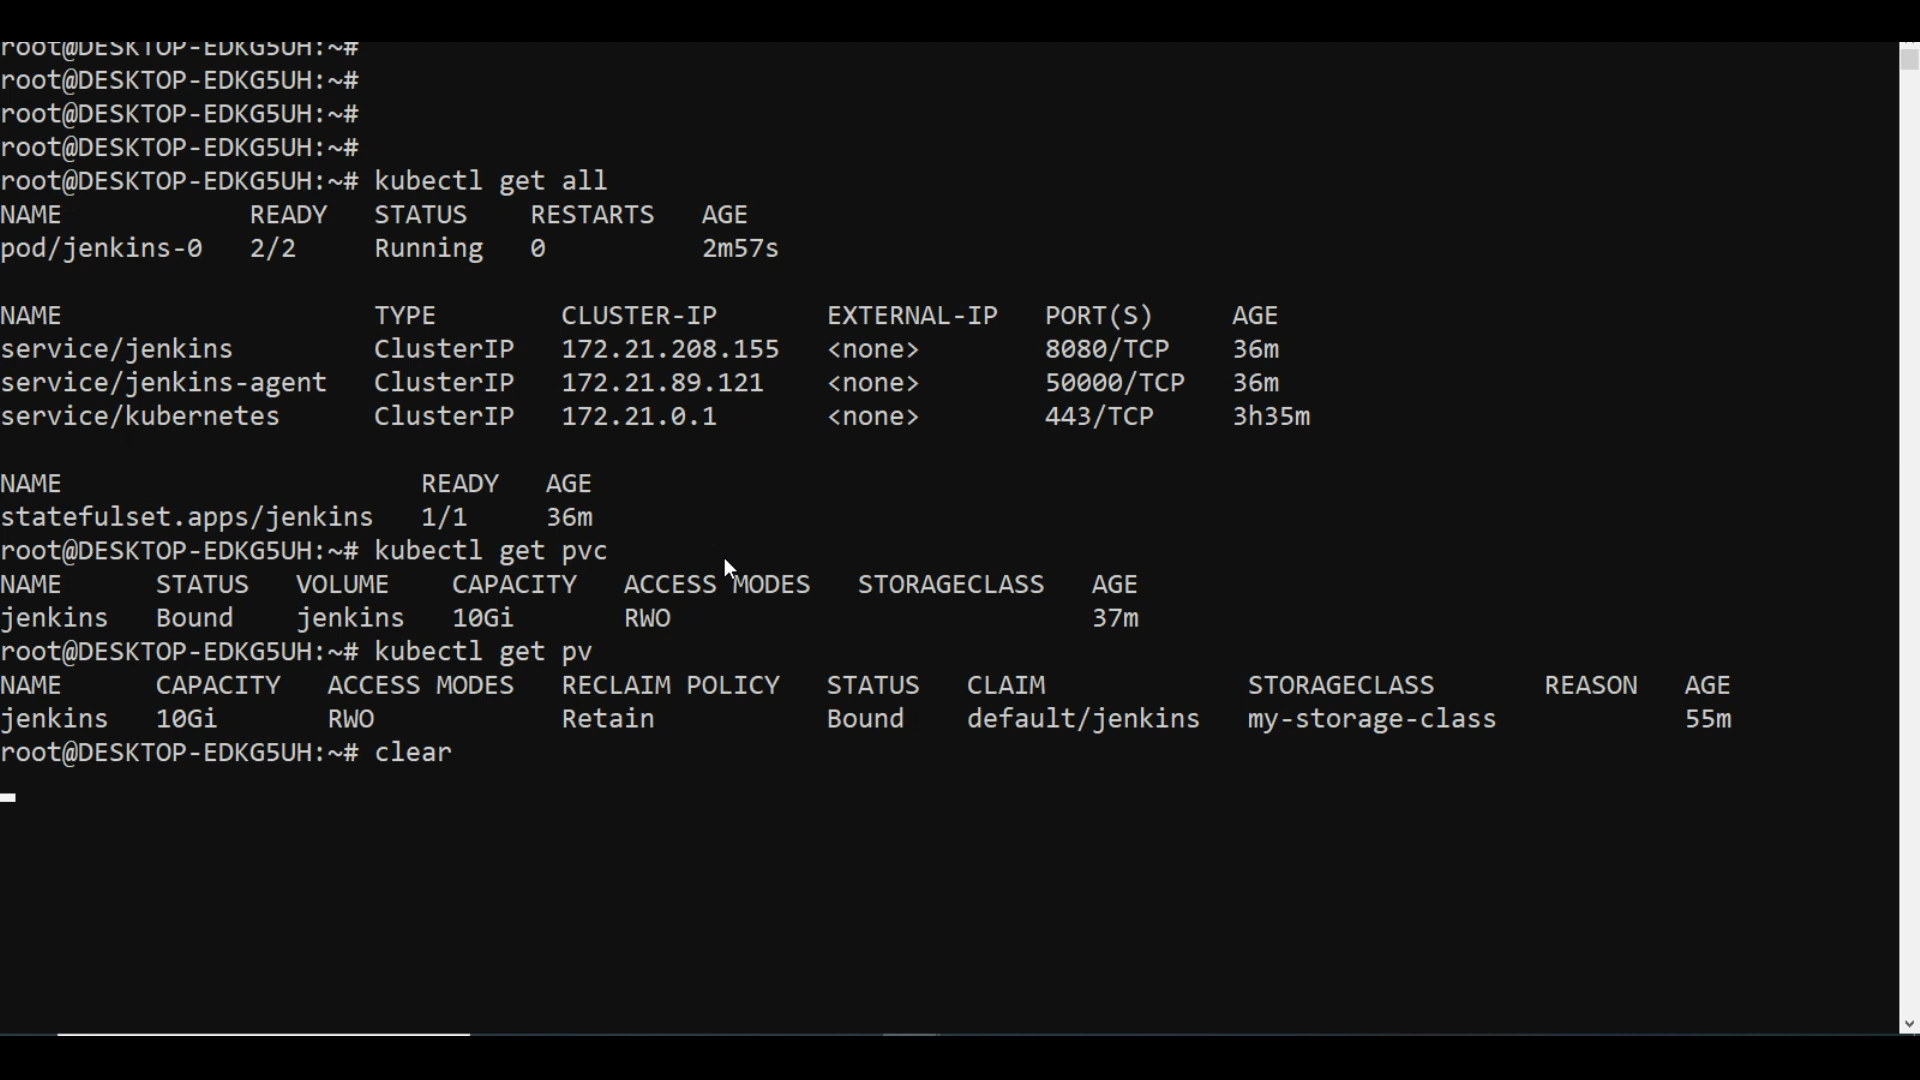 root@DESKTOP-EDKG5UH:~#
root@DESKTOP-EDKG5UH:~#
root@DESKTOP-EDKG5UH:~#
root@DESKTOP-EDKG5UH:~#
root@DESKTOP-EDKG5UH:~# kubectl get all
NAME            READY   STATUS    RESTARTS   AGE
pod/jenkins-0   2/2     Running   0          2m57s

NAME                    TYPE        CLUSTER-IP       EXTERNAL-IP   PORT(S)     AGE
service/jenkins         ClusterIP   172.21.208.155   <none>        8080/TCP    36m
service/jenkins-agent   ClusterIP   172.21.89.121    <none>        50000/TCP   36m
service/kubernetes      ClusterIP   172.21.0.1       <none>        443/TCP     3h35m

NAME                       READY   AGE
statefulset.apps/jenkins   1/1     36m
root@DESKTOP-EDKG5UH:~# kubectl get pvc
NAME      STATUS   VOLUME    CAPACITY   ACCESS MODES   STORAGECLASS   AGE
jenkins   Bound    jenkins   10Gi       RWO                           37m
root@DESKTOP-EDKG5UH:~# kubectl get pv
NAME      CAPACITY   ACCESS MODES   RECLAIM POLICY   STATUS   CLAIM             STORAGECLASS       REASON   AGE
jenkins   10Gi       RWO            Retain           Bound    default/jenkins   my-storage-class            55m
root@DESKTOP-EDKG5UH:~# clear